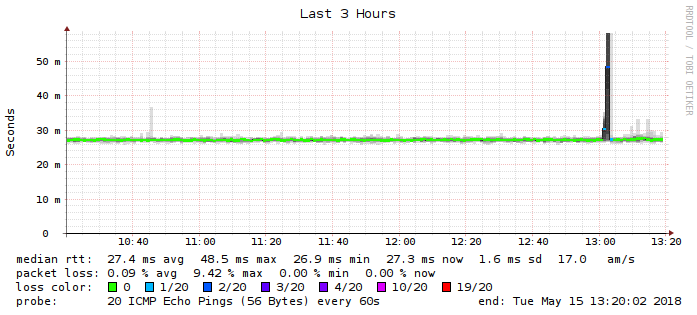 Last 3 Hours
RRDTOOL / TOBI OETIKER
Seconds
50 m
40 m
30 m
20 m
10 m
0
10:40 11:00 11:20 11:40 12:00 12:20 12:40 13:00 13:20
median rtt: 27.4 ms avg 48.5 ms max 26.9 ms min 27.3 ms now 1.6 ms sd 17.0 am/s
packet loss: 0.09 % avg 9.42 % max 0.00 % min 0.00 % now
loss color: 0 1/20 2/20 3/20 4/20 10/20 19/20
probe: 20 ICMP Echo Pings (56 Bytes) every 60s end: Tue May 15 13:20:02 2018